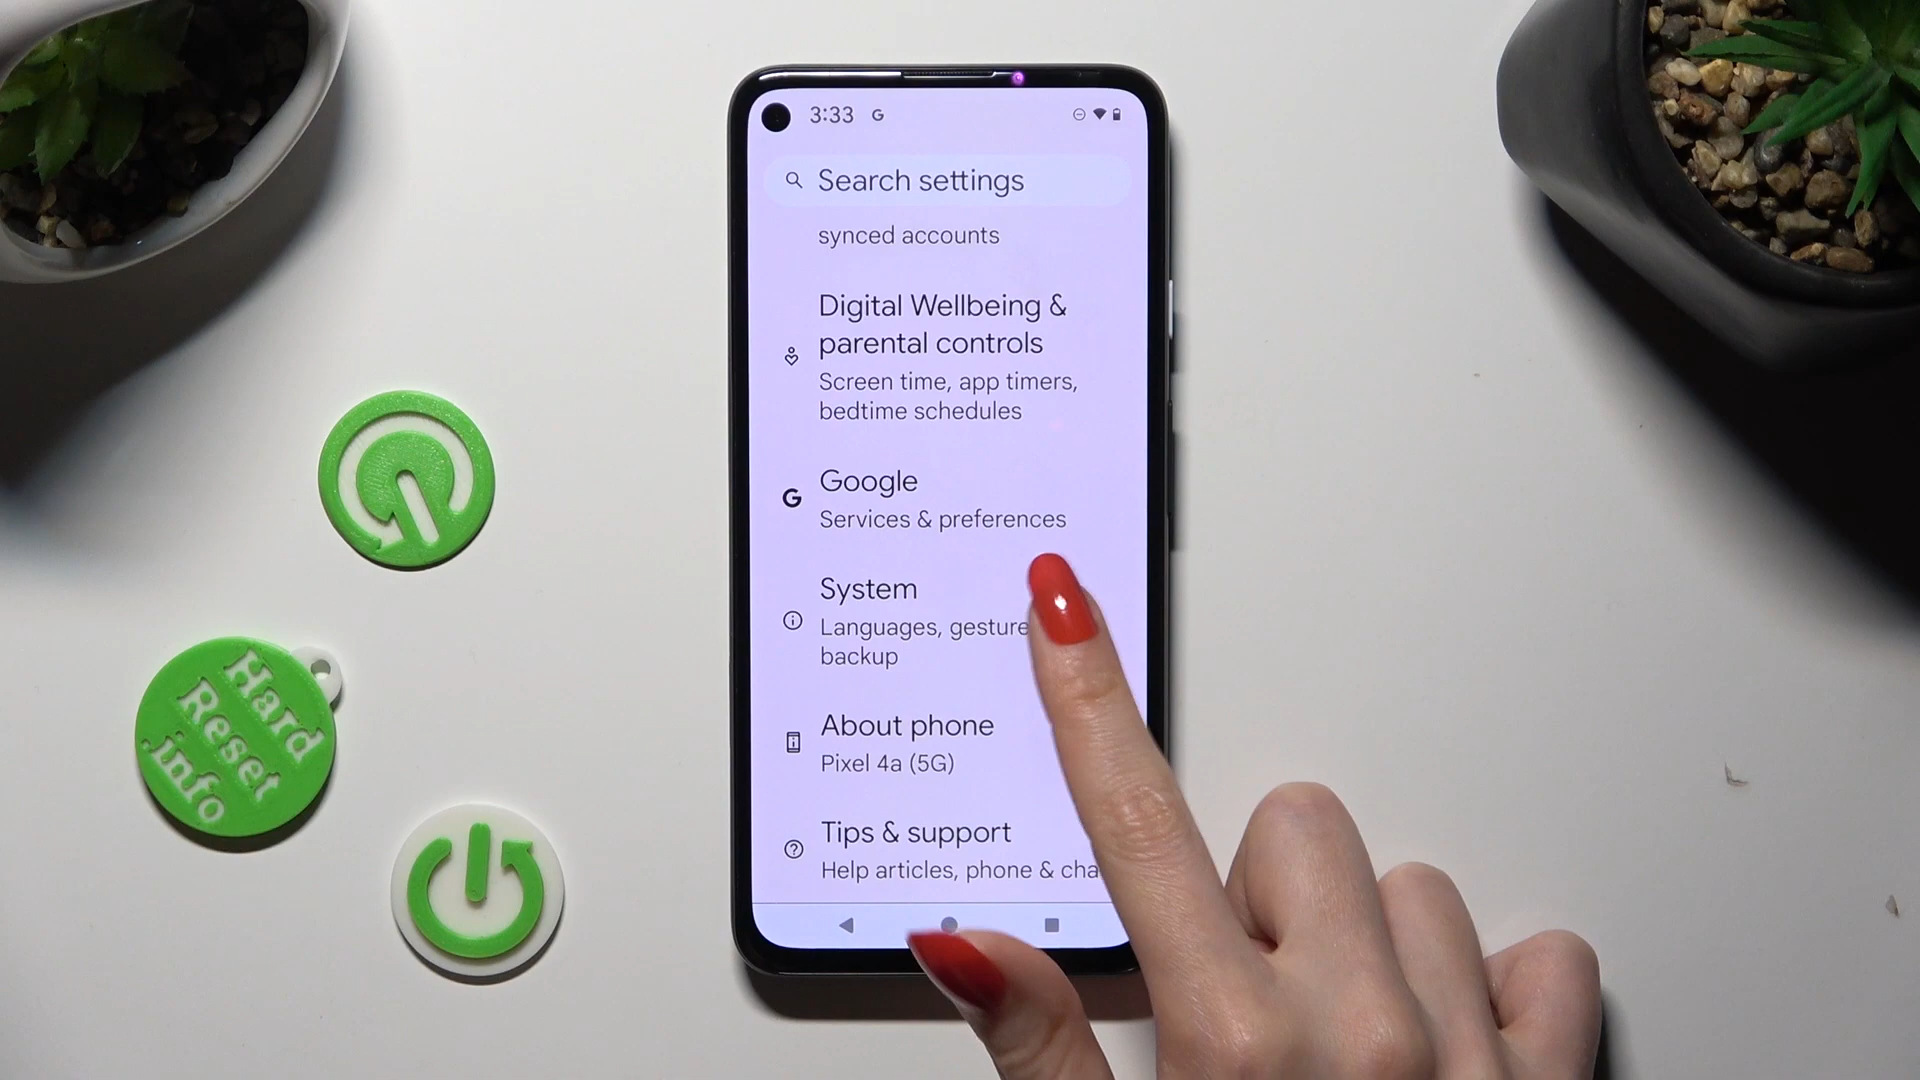 3:33 G
Search settings
synced accounts
Digital Wellbeing &
parental controls
Screen time, app timers,
bedtime schedules
G
Google
Services & preferences
System
Languages, gesture
backup
About phone
Pixel 4a (5G)
Tips & support
Help articles, phone & cha
Hard
Reset
.info